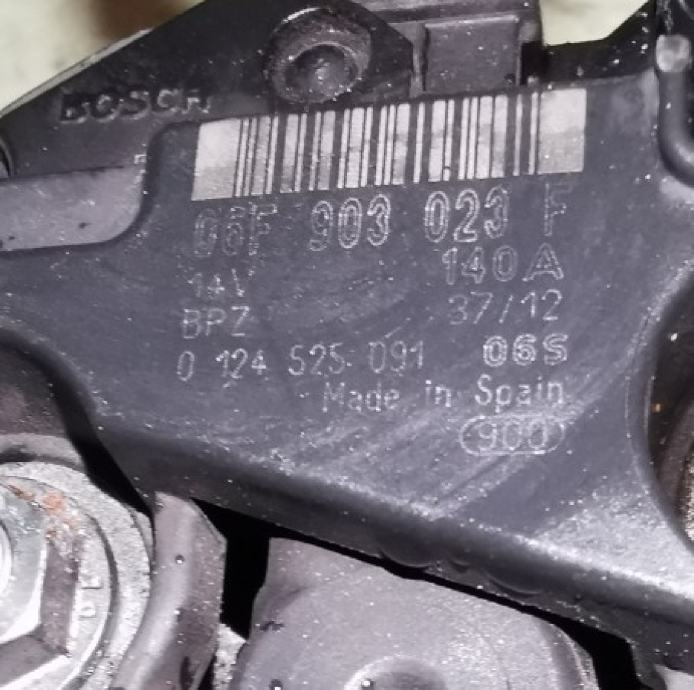 BOSCH
06F 903 023 F
14V 140A
BPZ 37/12
0 124 525 091 06S
Made in Spain
900